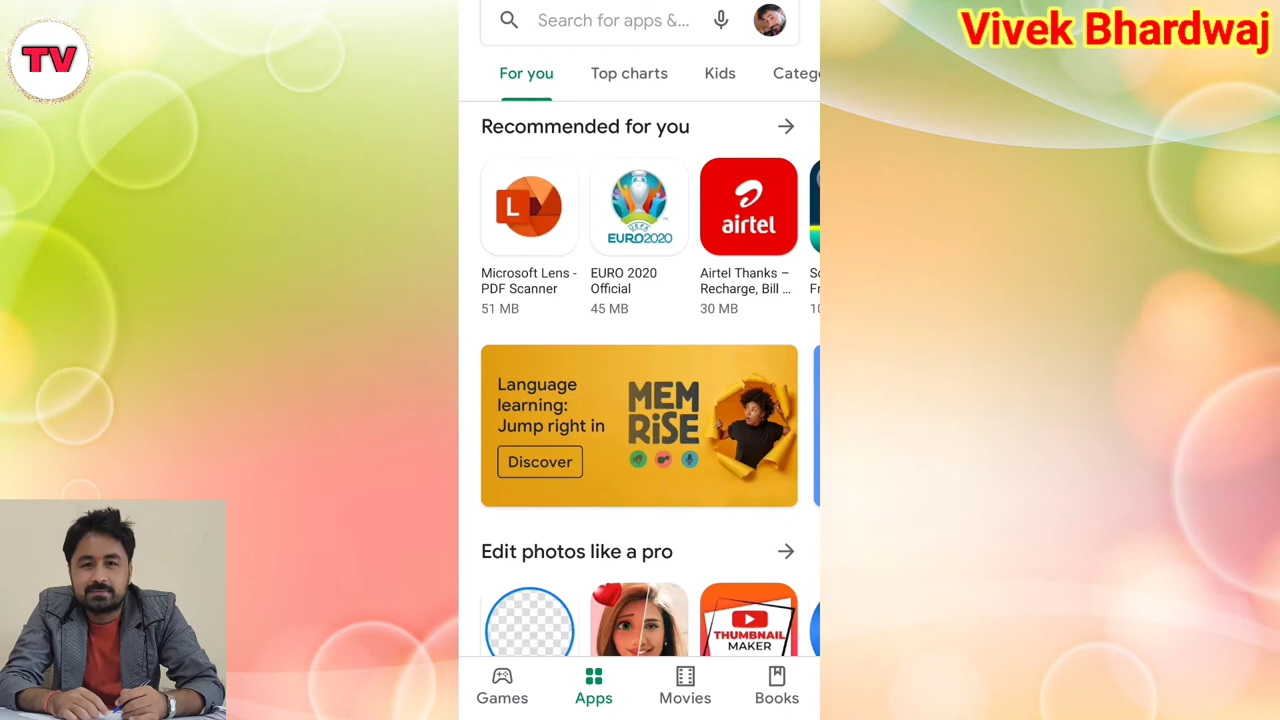 TV
Vivek Bhardwaj
Search for apps &...
For you
Top charts
Kids
Catego
Recommended for you
L
UEFA
EURO2020
airtel
Microsoft Lens -
PDF Scanner
51 MB
EURO 2020
Official
45 MB
Airtel Thanks –
Recharge, Bill ...
30 MB
Language
learning:
Jump right in
Discover
MEM
RiSE
Edit photos like a pro
THUMBNAIL
MAKER
Games
Apps
Movies
Books